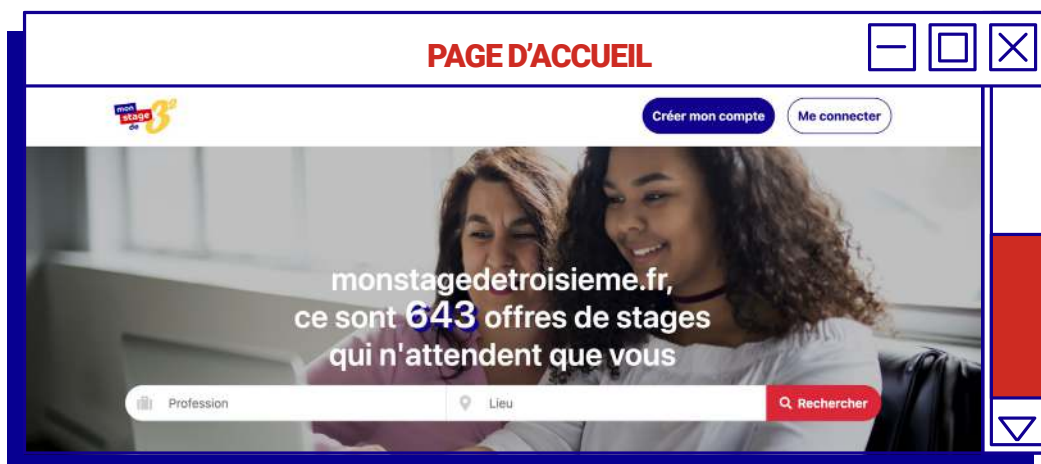 PAGE D'ACCUEIL
mon
stage
de
3e
Créer mon compte
Me connecter
monstagedetroisieme.fr,
ce sont 643 offres de stages
qui n'attendent que vous
Profession
Lieu
Rechercher